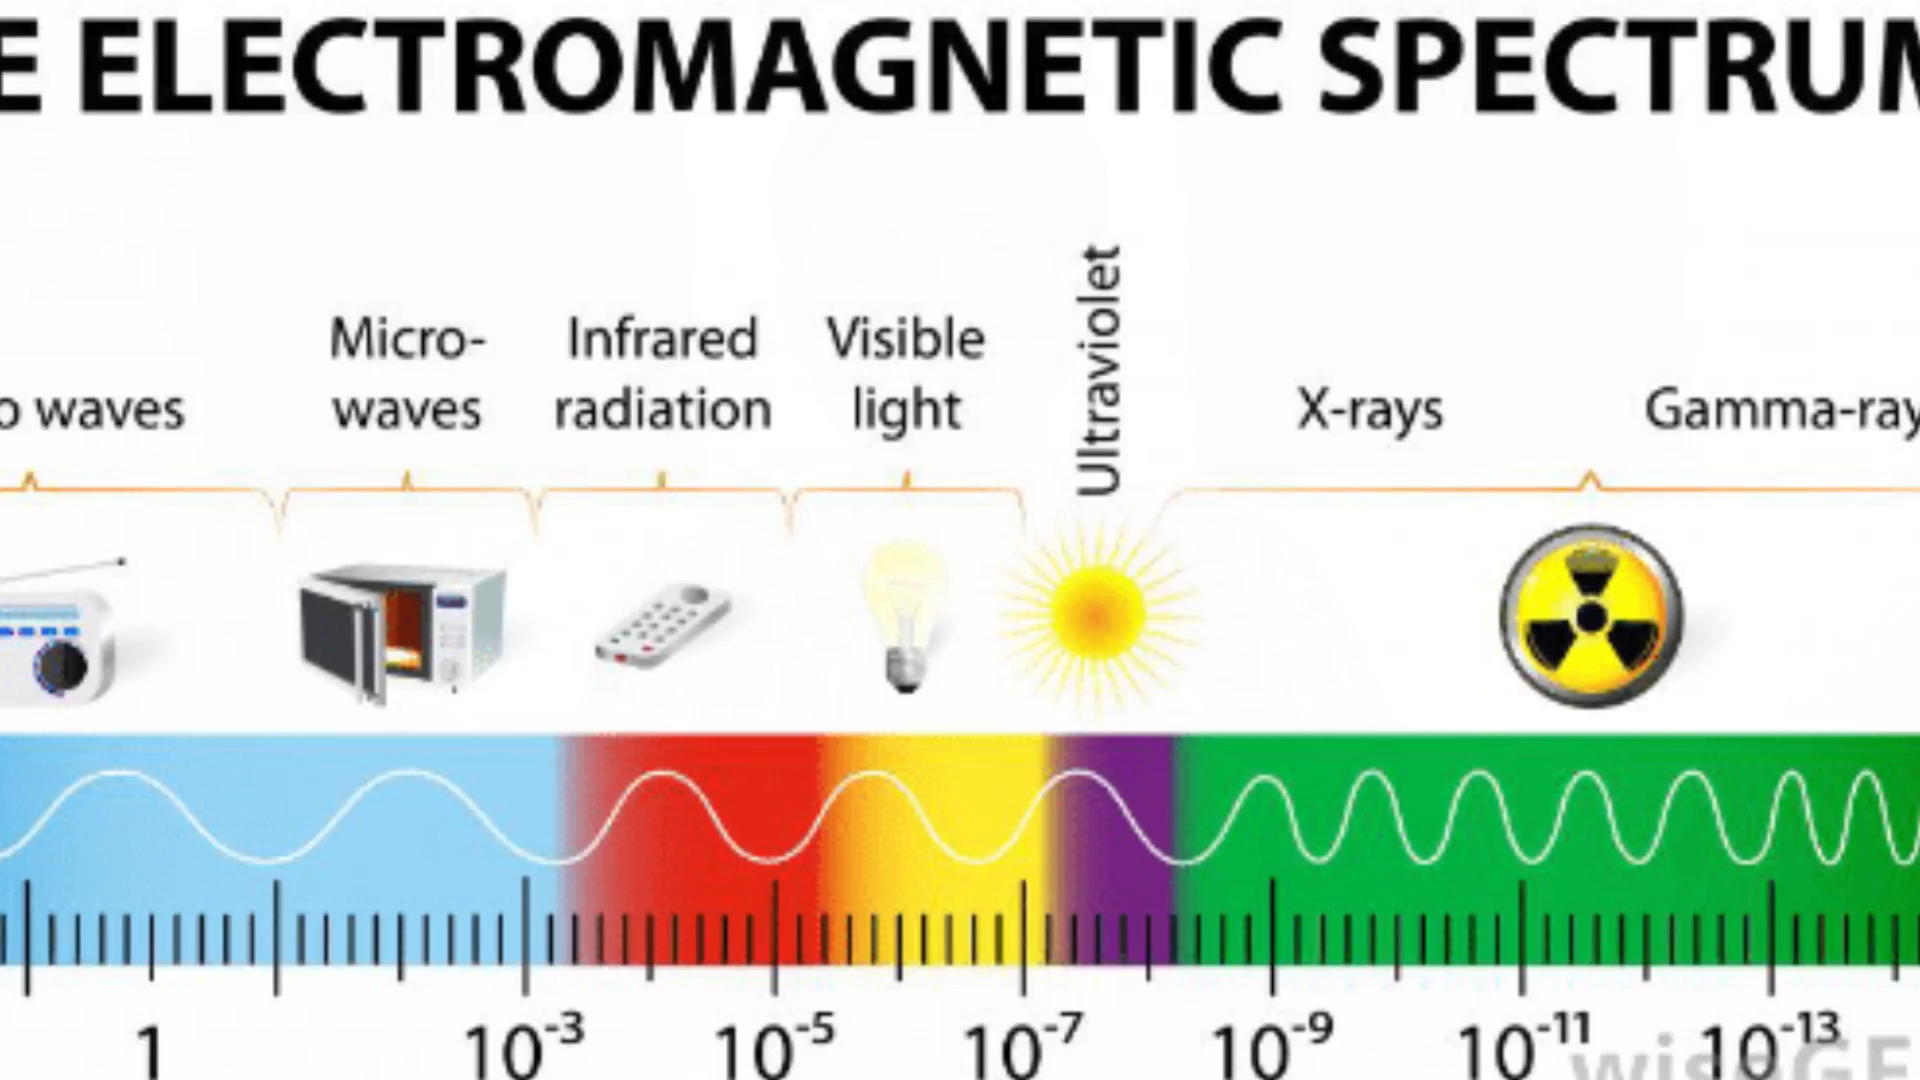 E ELECTROMAGNETIC SPECTRUM
o waves
Micro-
waves
Infrared
radiation
Visible
light
Ultraviolet
X-rays
Gamma-ray
1
10⁻³
10⁻⁵
10⁻⁷
10⁻⁹
10⁻¹¹
10⁻¹³
wiseGE